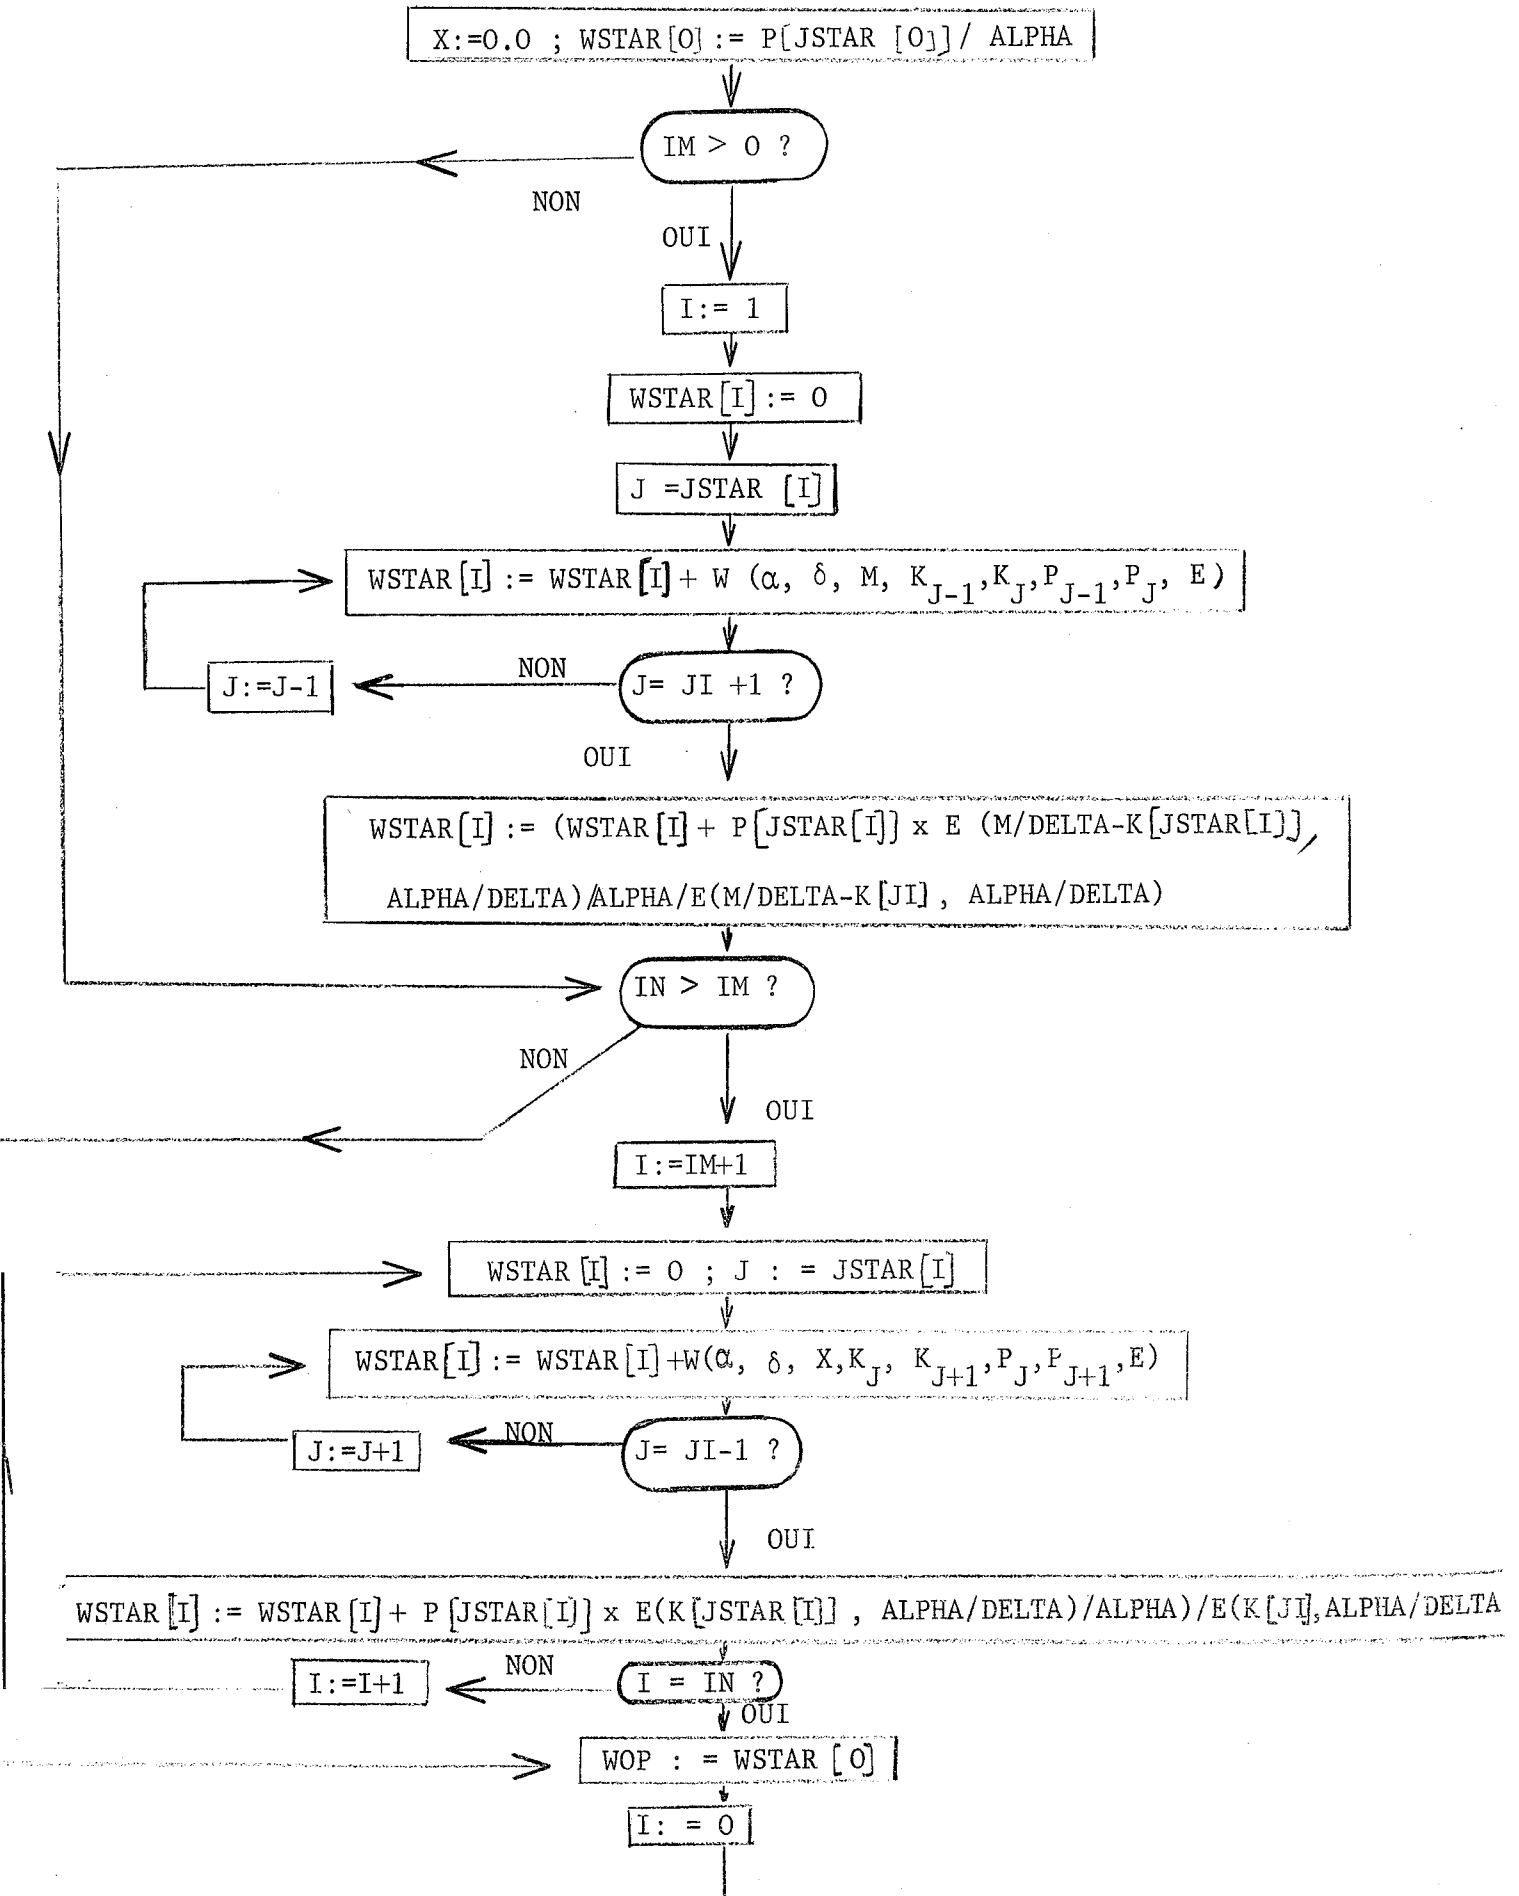 X:=0.0 ; WSTAR[0] := P[JSTAR [0]]/ ALPHA
IM > 0 ?
NON
OUI
I:= 1
WSTAR[I] := 0
J =JSTAR [I]
WSTAR[I] := WSTAR[I]+ W (α, δ, M, K_J-1,K_J,P_J-1,P_J, E)
NON
J= JI +1 ?
J:=J-1
OUI
WSTAR[I] := (WSTAR[I]+ P[JSTAR[I]] x E (M/DELTA-K[JSTAR[I]],
ALPHA/DELTA)/ALPHA/E(M/DELTA-K[JI], ALPHA/DELTA)
IN > IM ?
NON
OUI
I:=IM+1
WSTAR[I] := 0 ; J : = JSTAR[I]
WSTAR[I] := WSTAR[I]+W(α, δ, X,K_J, K_J+1,P_J,P_J+1,E)
NON
J:=J+1
J= JI-1 ?
OUI
WSTAR[I] := WSTAR[I]+ P[JSTAR[I]] x E(K[JSTAR[I]] , ALPHA/DELTA)/ALPHA)/E(K[JI],ALPHA/DELTA
NON
I:=I+1
I = IN ?
OUI
WOP : = WSTAR [0]
I: = 0